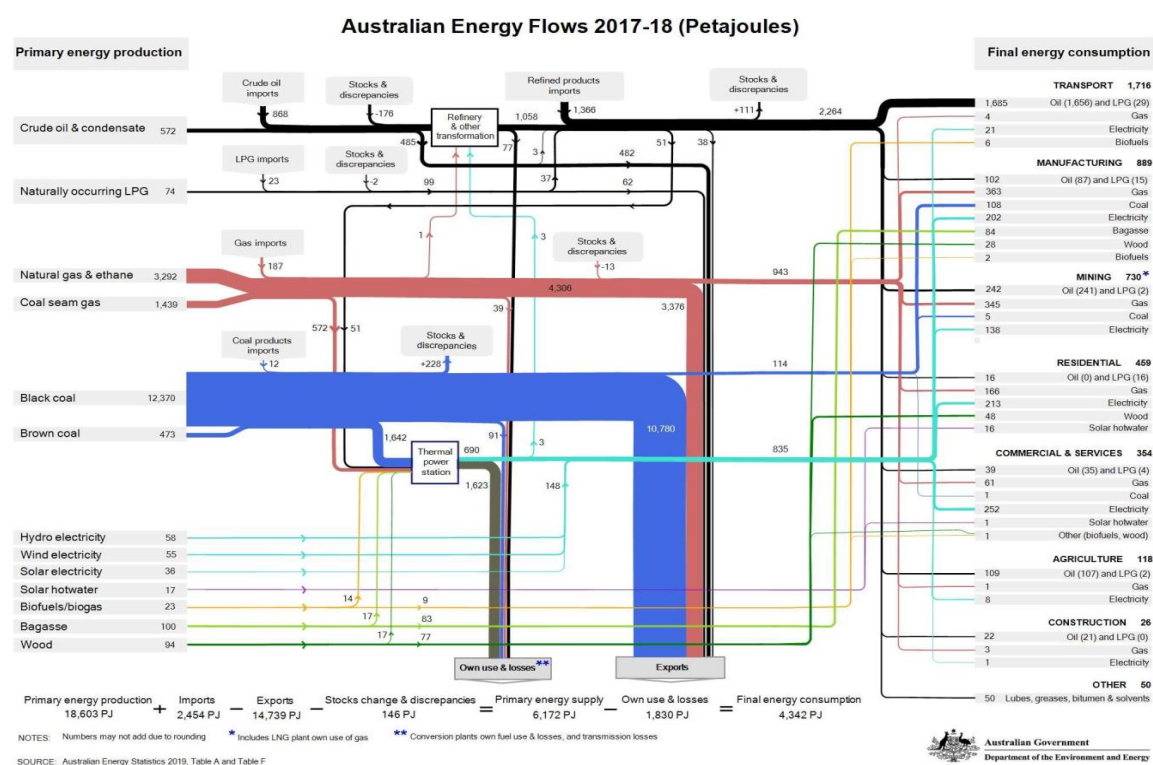 Australian Energy Flows 2017-18 (Petajoules)
Primary energy production
Final energy consumption
Crude oil
imports
868
Stocks &
discrepancies
-176
Refinery
& other
transformation
1,058
Refined products
imports
1,366
Stocks &
discrepancies
+111
2,264
Crude oil & condensate 572
485
77
3
51
38
482
LPG imports
23
Stocks &
discrepancies
-2
99
37
62
Naturally occurring LPG 74
Gas imports
187
1
3
Stocks &
discrepancies
-13
943
Natural gas & ethane 3,292
4,306
3,376
Coal seam gas 1,439
572
51
39
Coal products
imports
12
Stocks &
discrepancies
+228
114
Black coal 12,370
Brown coal 473
10,780
1,642
91
3
Thermal
power
station
690
835
1,623
148
Hydro electricity 58
Wind electricity 55
Solar electricity 36
Solar hotwater 17
Biofuels/biogas 23
14
9
Bagasse 100
17
83
Wood 94
17
77
Own use & losses**
Exports
TRANSPORT 1,716
1,685 Oil (1,656) and LPG (29)
4 Gas
21 Electricity
6 Biofuels
MANUFACTURING 889
102 Oil (87) and LPG (15)
363 Gas
108 Coal
202 Electricity
84 Bagasse
28 Wood
2 Biofuels
MINING 730*
242 Oil (241) and LPG (2)
345 Gas
5 Coal
138 Electricity
RESIDENTIAL 459
16 Oil (0) and LPG (16)
166 Gas
213 Electricity
48 Wood
16 Solar hotwater
COMMERCIAL & SERVICES 354
39 Oil (35) and LPG (4)
61 Gas
1 Coal
252 Electricity
1 Solar hotwater
1 Other (biofuels, wood)
AGRICULTURE 118
109 Oil (107) and LPG (2)
1 Gas
8 Electricity
CONSTRUCTION 26
22 Oil (21) and LPG (0)
3 Gas
1 Electricity
OTHER 50
50 Lubes, greases, bitumen & solvents
Primary energy production + Imports − Exports − Stocks change & discrepancies = Primary energy supply − Own use & losses = Final energy consumption
18,603 PJ 2,454 PJ 14,739 PJ 146 PJ 6,172 PJ 1,830 PJ 4,342 PJ
NOTES: Numbers may not add due to rounding * Includes LNG plant own use of gas ** Conversion plants own fuel use & losses, and transmission losses
SOURCE: Australian Energy Statistics 2019, Table A and Table F
Australian Government
Department of the Environment and Energy